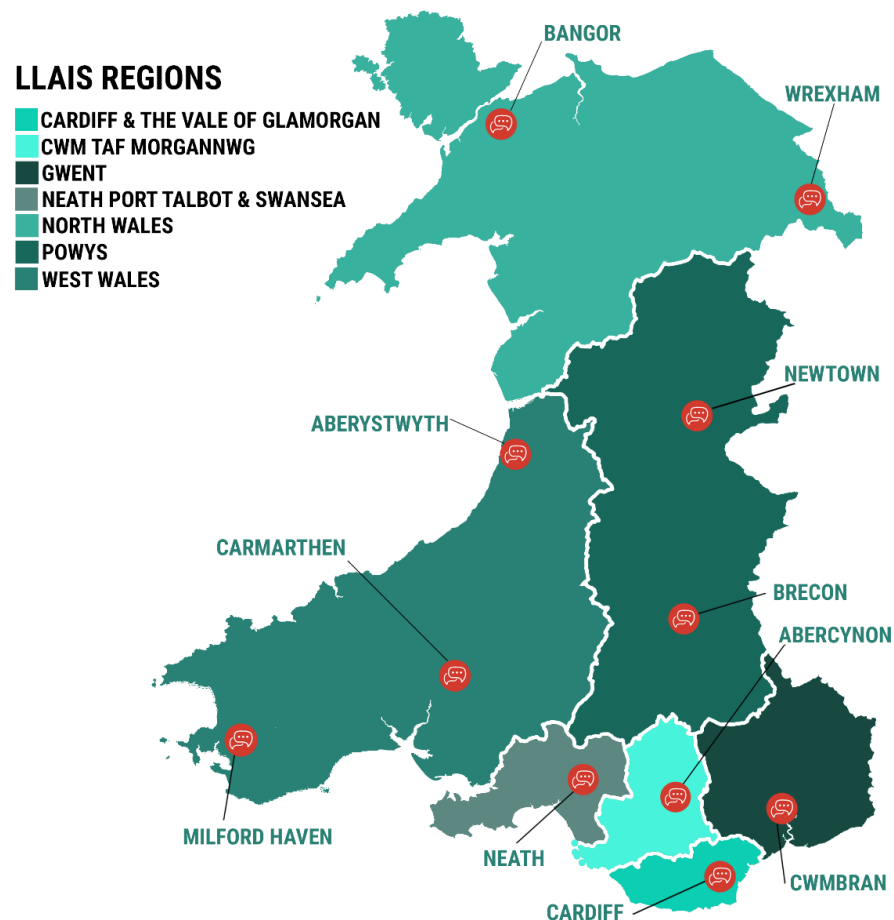 LLAIS REGIONS
CARDIFF & THE VALE OF GLAMORGAN
CWM TAF MORGANNWG
GWENT
NEATH PORT TALBOT & SWANSEA
NORTH WALES
POWYS
WEST WALES
BANGOR
WREXHAM
NEWTOWN
ABERYSTWYTH
CARMARTHEN
BRECON
ABERCYNON
MILFORD HAVEN
NEATH
CWMBRAN
CARDIFF